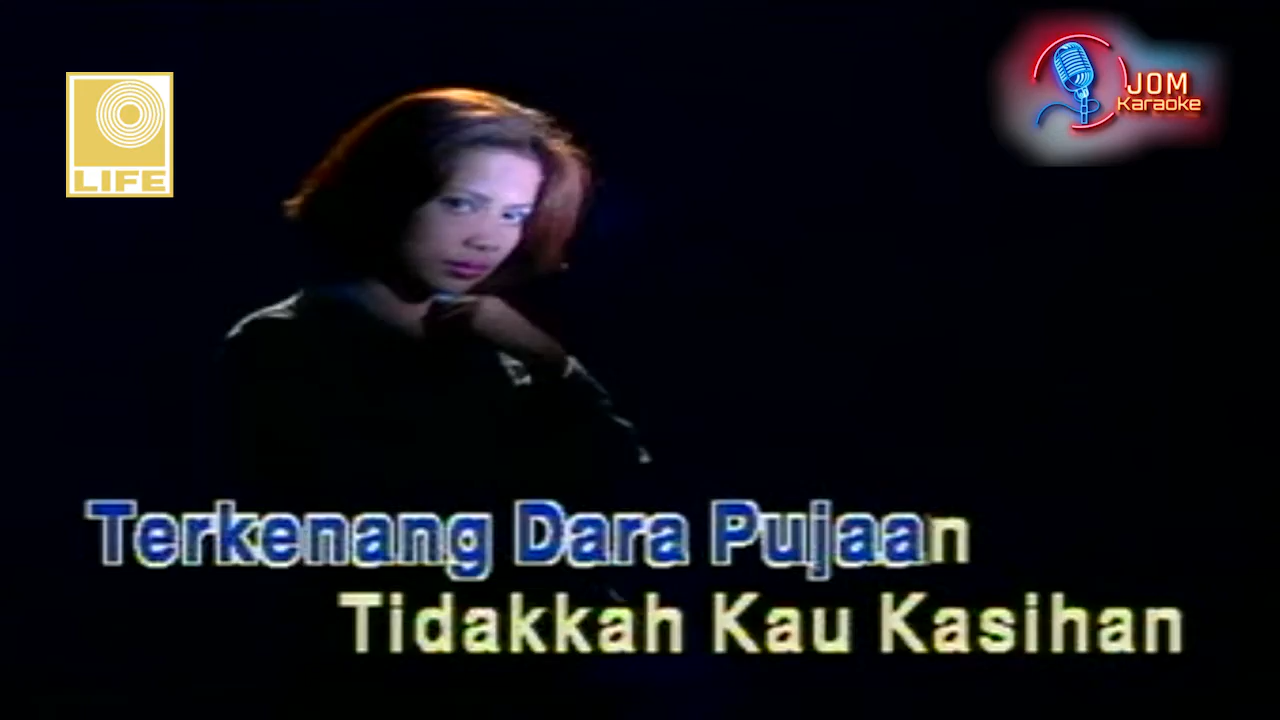 LIFE
JOM
Karaoke
Terkenang Dara Pujaan
Tidakkah Kau Kasihan